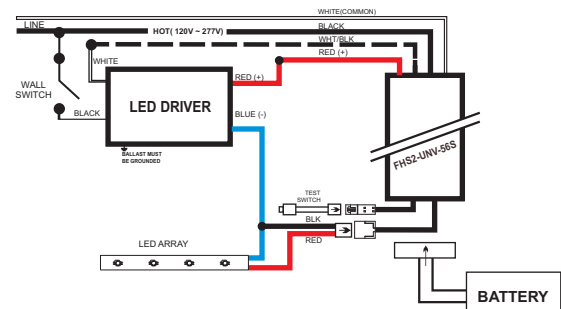 WHITE(COMMON)
LINE
HOT( 120V ~ 277V)
BLACK
WHT/BLK
RED (+)
WHITE
RED (+)
WALL
SWITCH
LED DRIVER
BLACK
BLUE (-)
BALLAST MUST
BE GROUNDED
FHS2-UNV-56S
TEST
SWITCH
BLK
RED
LED ARRAY
BATTERY